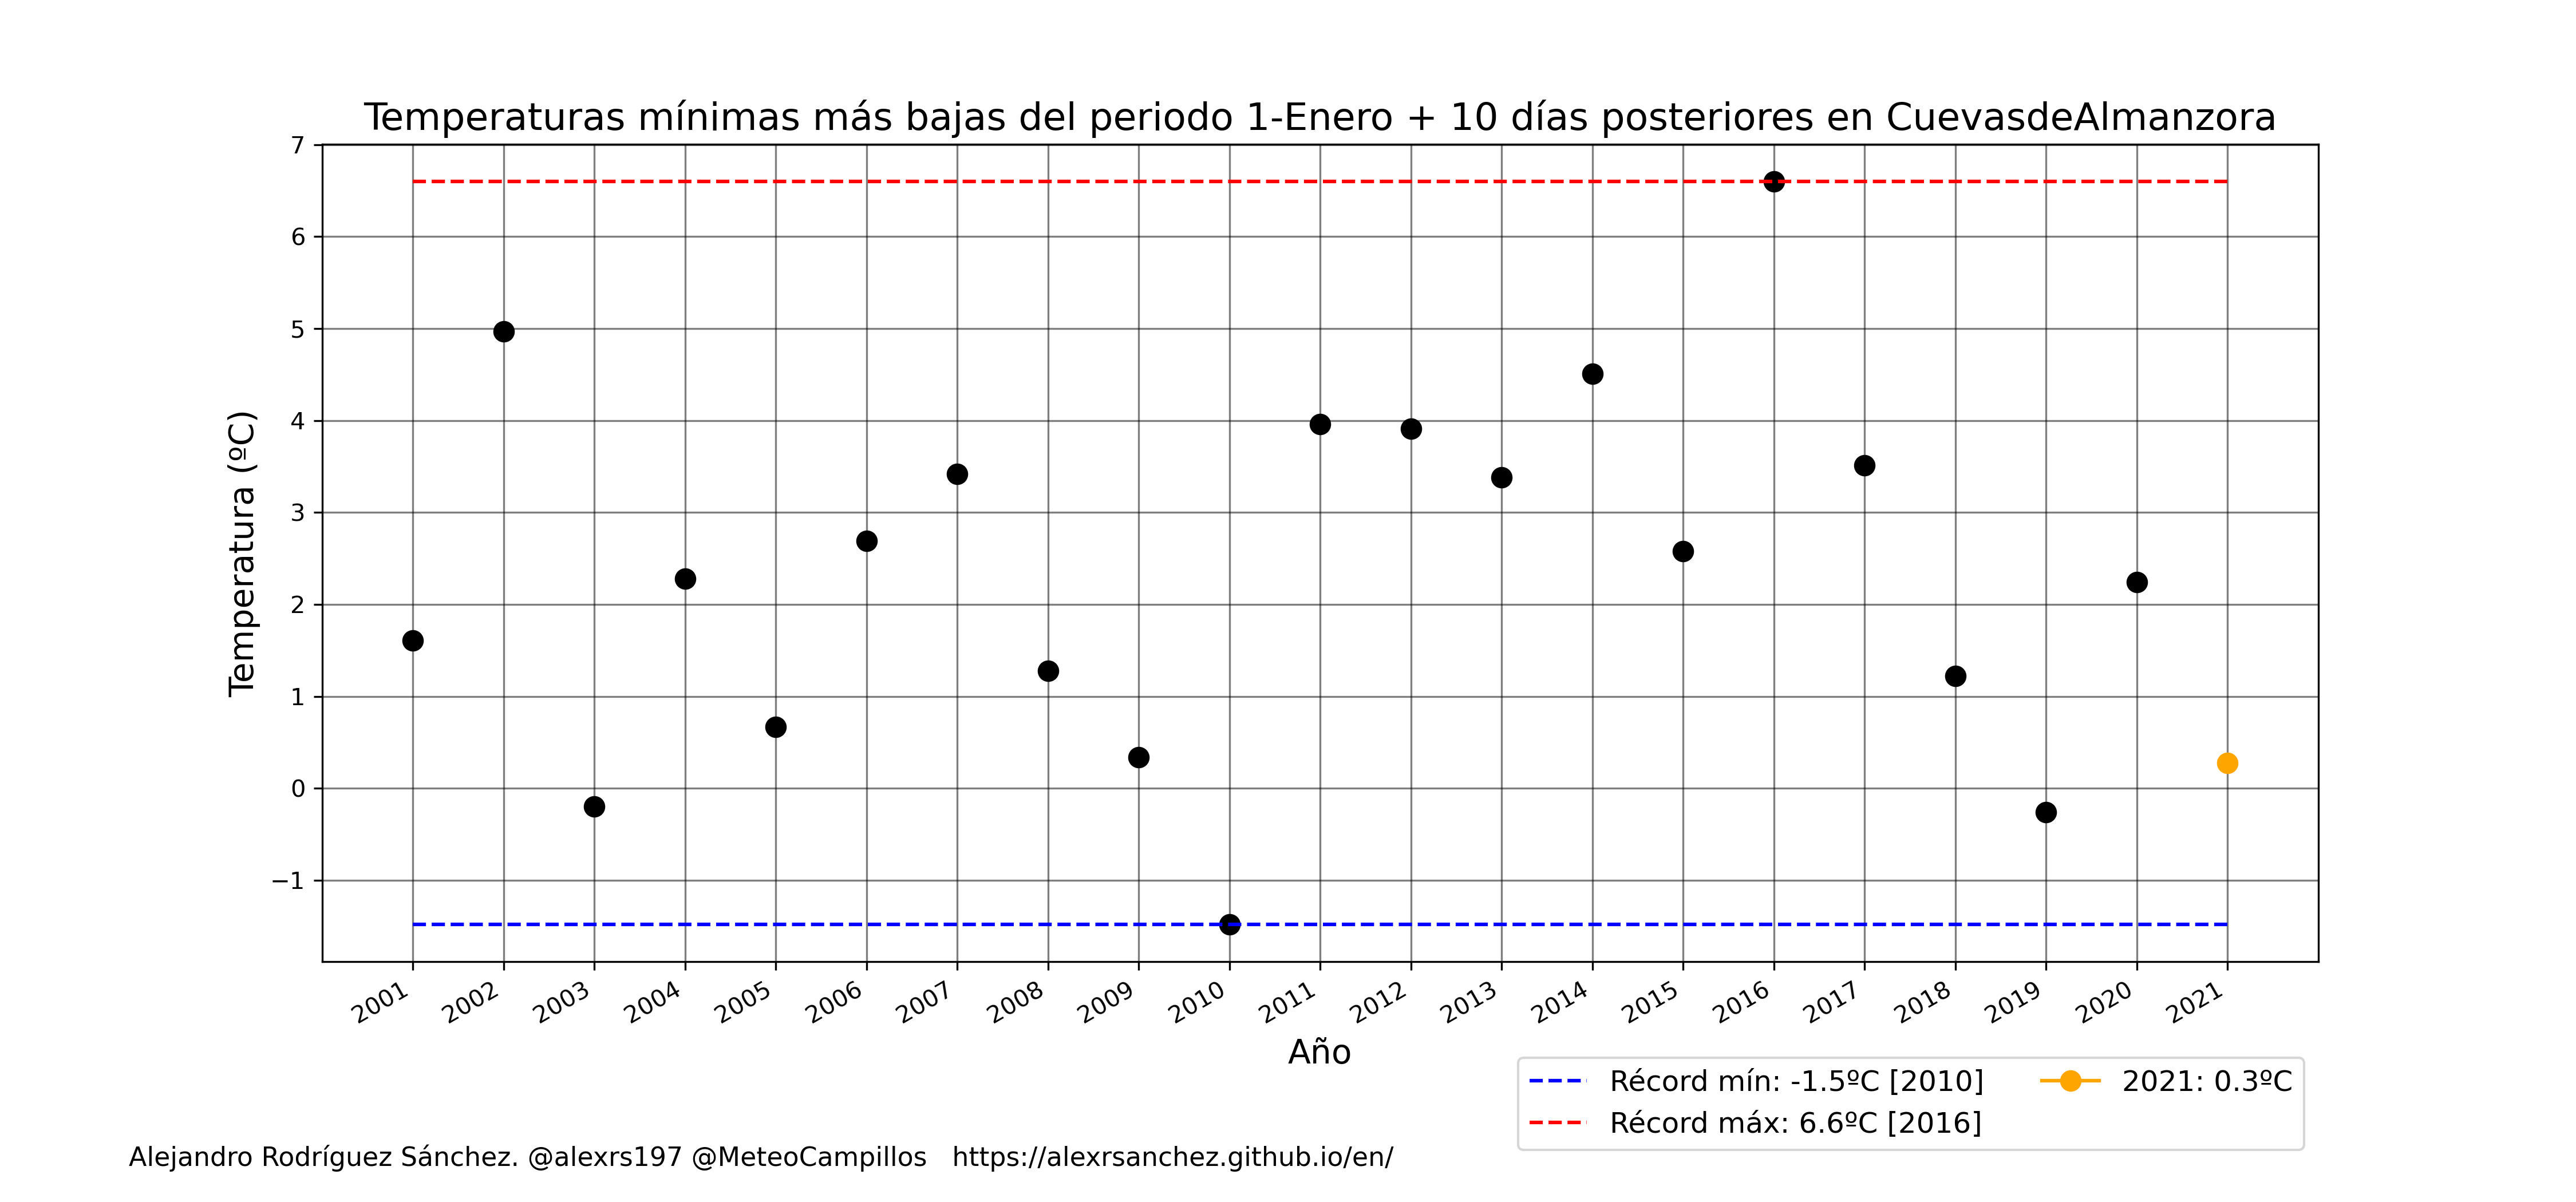 Temperaturas mínimas más bajas del periodo 1-Enero + 10 días posteriores en CuevasdeAlmanzora
7
6
5
4
3
2
1
0
−1
Temperatura (ºC)
2001 2002 2003 2004 2005 2006 2007 2008 2009 2010 2011 2012 2013 2014 2015 2016 2017 2018 2019 2020 2021
Año
Récord mín: -1.5ºC [2010]
Récord máx: 6.6ºC [2016]
2021: 0.3ºC
Alejandro Rodríguez Sánchez. @alexrs197 @MeteoCampillos https://alexrsanchez.github.io/en/